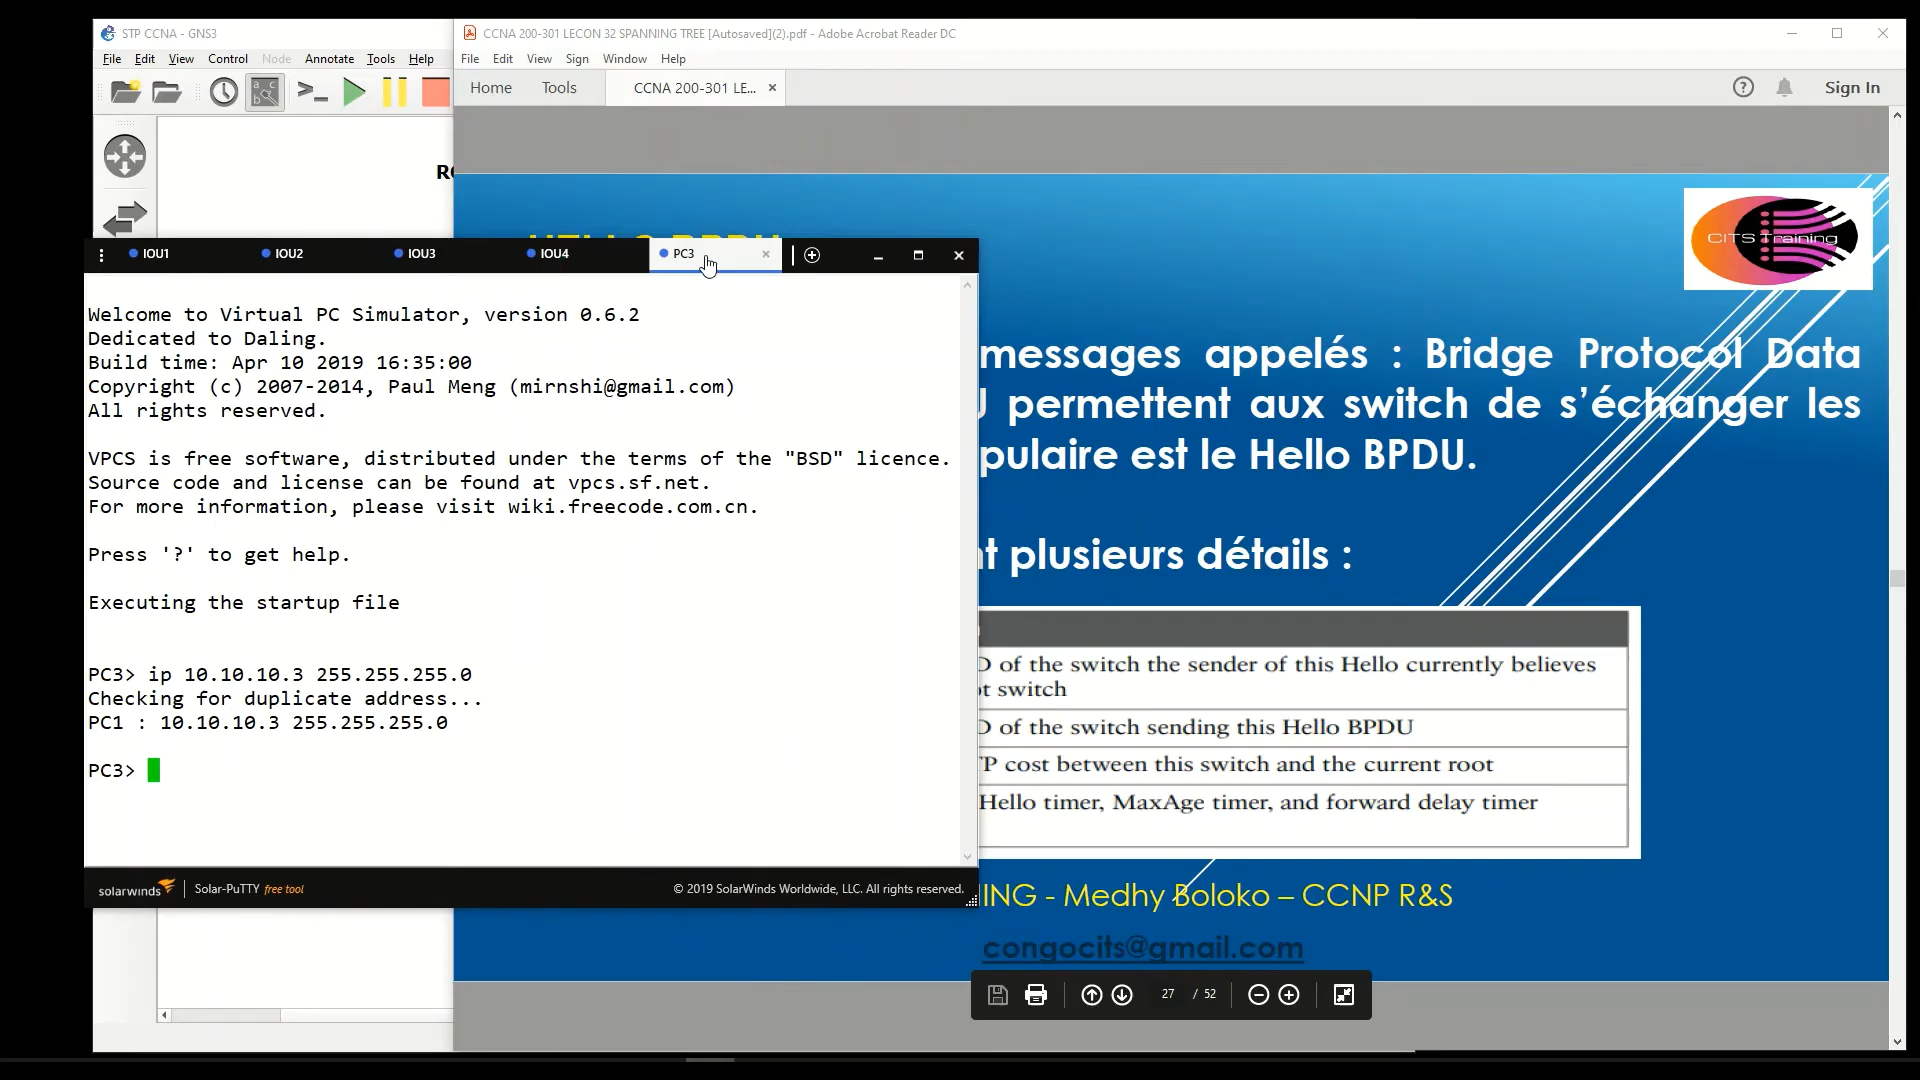 STP CCNA - GNS3
File Edit View Control Node Annotate Tools Help
CCNA 200-301 LECON 32 SPANNING TREE [Autosaved](2).pdf - Adobe Acrobat Reader DC
File Edit View Sign Window Help
Home Tools CCNA 200-301 LE... ×
Sign In
CITS Training
IOU1 IOU2 IOU3 IOU4 PC3
Welcome to Virtual PC Simulator, version 0.6.2
Dedicated to Daling.
Build time: Apr 10 2019 16:35:00
Copyright (c) 2007-2014, Paul Meng (mirnshi@gmail.com)
All rights reserved.
VPCS is free software, distributed under the terms of the "BSD" licence.
Source code and license can be found at vpcs.sf.net.
For more information, please visit wiki.freecode.com.cn.
Press '?' to get help.
Executing the startup file
PC3> ip 10.10.10.3 255.255.255.0
Checking for duplicate address...
PC1 : 10.10.10.3 255.255.255.0
PC3>
solarwinds Solar-PuTTY free tool
© 2019 SolarWinds Worldwide, LLC. All rights reserved.
messages appelés : Bridge Protocol Data
permettent aux switch de s'échanger les
pulaire est le Hello BPDU.
t plusieurs détails :
D of the switch the sender of this Hello currently believes
ot switch
D of the switch sending this Hello BPDU
TP cost between this switch and the current root
Hello timer, MaxAge timer, and forward delay timer
NING - Medhy Boloko – CCNP R&S
congocits@gmail.com
27 / 52